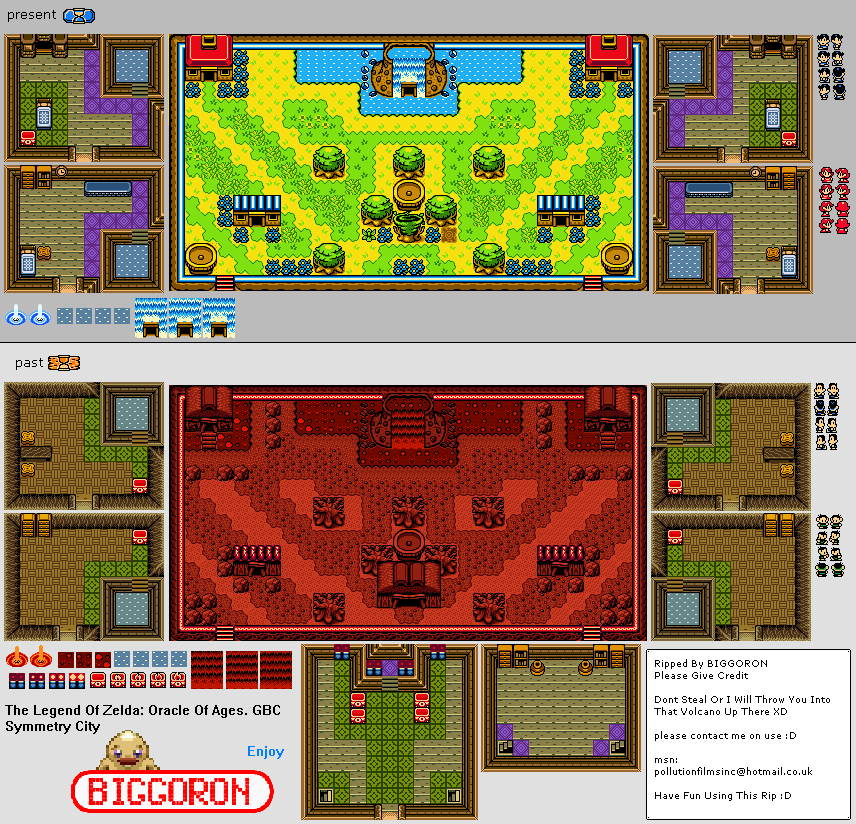 present
past
The Legend Of Zelda: Oracle Of Ages. GBC
Symmetry City
Enjoy
BIGGORON
Ripped By BIGGORON
Please Give Credit
Dont Steal Or I Will Throw You Into
That Volcano Up There XD
please contact me on use :D
msn:
pollutionfilmsinc@hotmail.co.uk
Have Fun Using This Rip :D